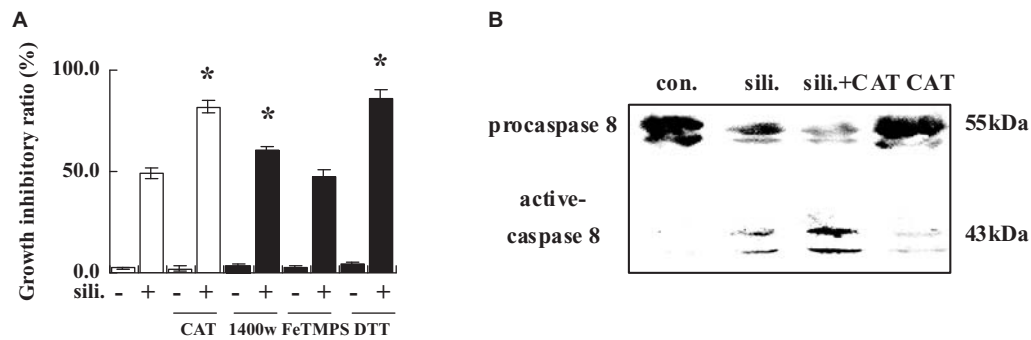 A
Growth inhibitory ratio (%)
100.0
50.0
0.0
* * *
sili. - + - + - + - + - +
CAT 1400w FeTMPS DTT
B
con. sili. sili.+CAT CAT
procaspase 8 55kDa
active-
caspase 8 43kDa